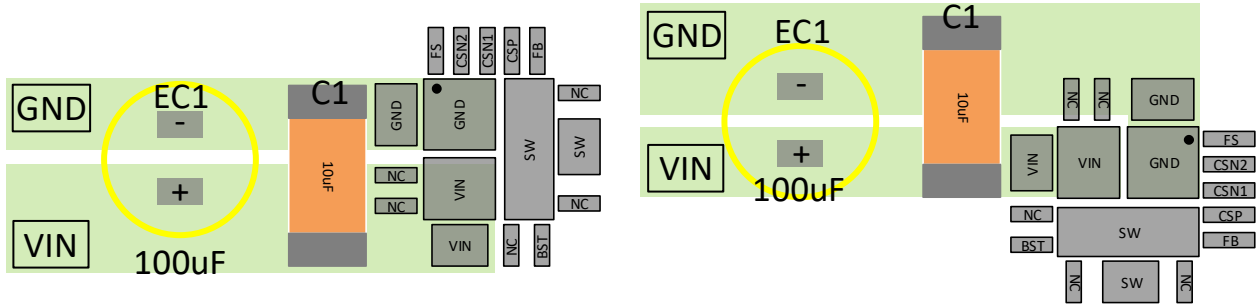 GND
EC1
-
+
100uF
VIN
C1
10uF
FS
CSN2
CSN1
CSP
FB
GND
GND
NC
SW
SW
NC
NC
VIN
NC
VIN
NC
BST
GND
EC1
-
+
100uF
VIN
C1
10uF
NC
NC
GND
VIN
VIN
GND
FS
CSN2
CSN1
CSP
FB
NC
BST
SW
NC
SW
NC